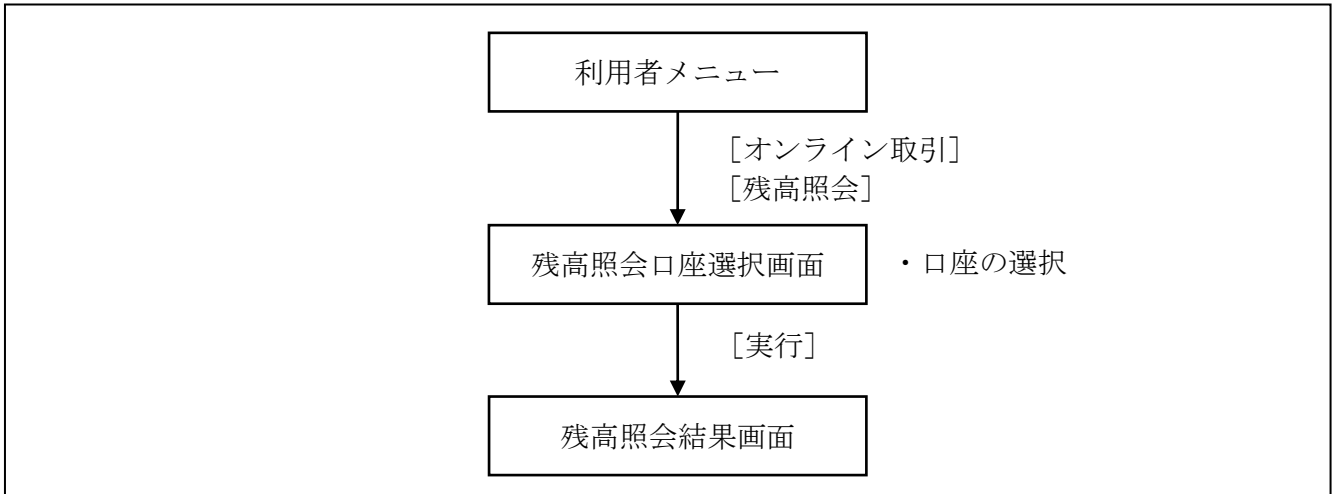 利用者メニュー
［オンライン取引］
［残高照会］
残高照会口座選択画面
・口座の選択
［実行］
残高照会結果画面